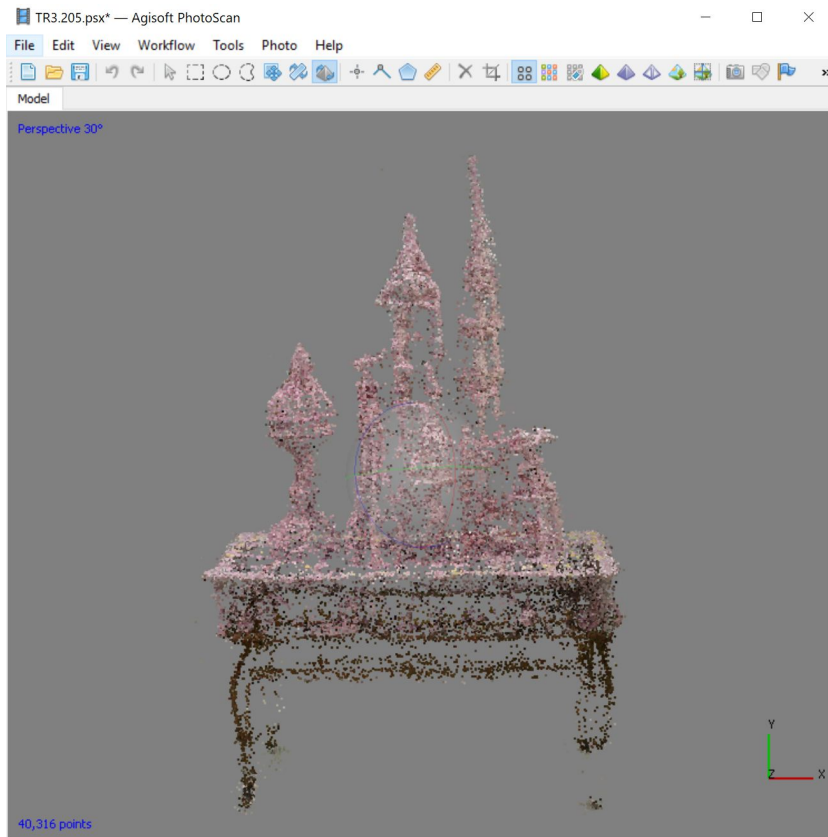 TR3.205.psx* — Agisoft PhotoScan
File Edit View Workflow Tools Photo Help
Model
Perspective 30°
Y
Z X
40,316 points